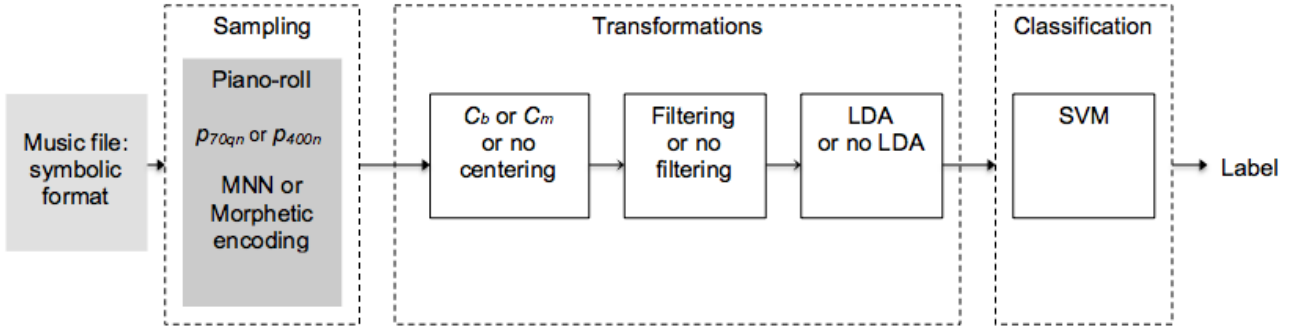 Sampling
Transformations
Classification
Music file:
symbolic
format
Piano-roll
p70qn or p400n
MNN or
Morphetic
encoding
Cb or Cm
or no
centering
Filtering
or no
filtering
LDA
or no LDA
SVM
Label